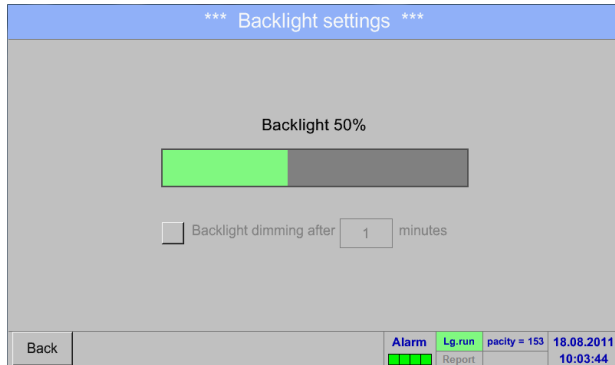 *** Backlight settings ***
Backlight 50%
Backlight dimming after 1 minutes
Back
Alarm
Lg.run
pacity = 153
18.08.2011
Report
10:03:44